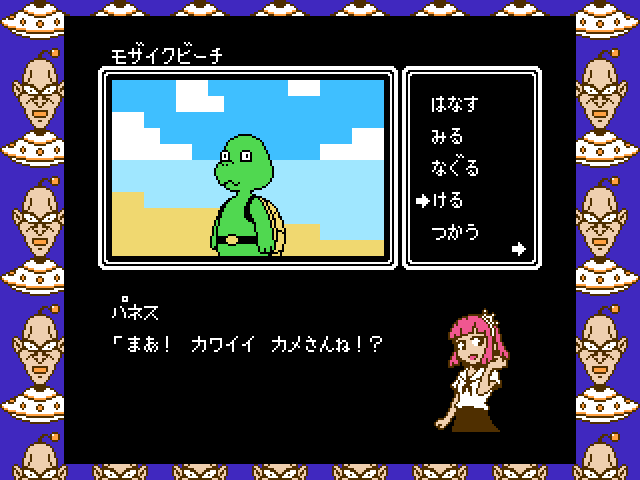 モザイクビーチ
はなす
みる
なぐる
ける
つかう
パネス
「まあ！ カワイイ カメさんね！？